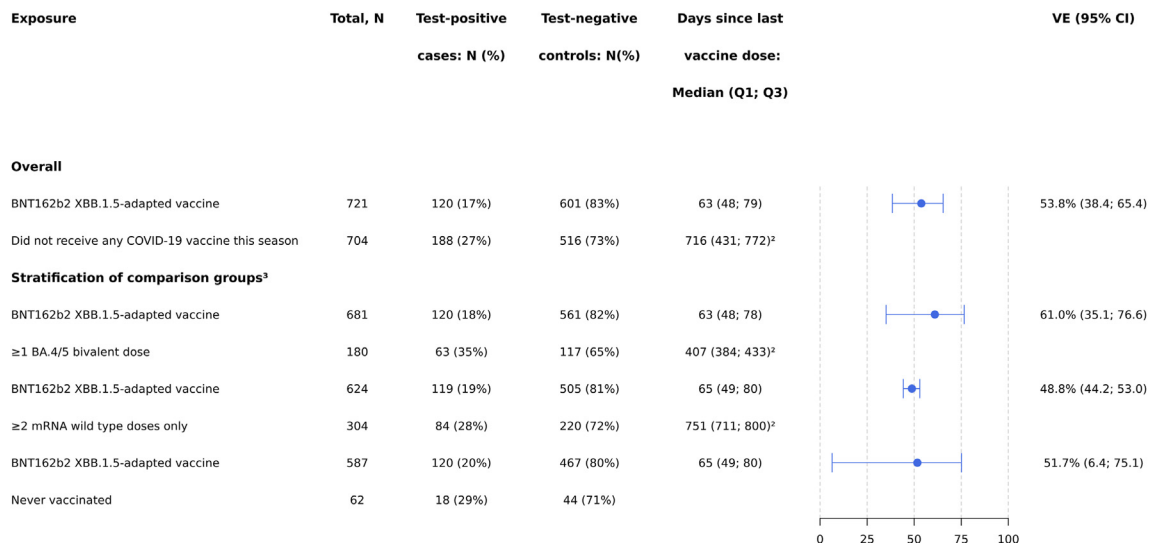 Exposure Total, N Test-positive Test-negative Days since last VE (95% CI)
cases: N (%) controls: N(%) vaccine dose:
Median (Q1; Q3)
Overall
BNT162b2 XBB.1.5-adapted vaccine 721 120 (17%) 601 (83%) 63 (48; 79) 53.8% (38.4; 65.4)
Did not receive any COVID-19 vaccine this season 704 188 (27%) 516 (73%) 716 (431; 772)²
Stratification of comparison groups³
BNT162b2 XBB.1.5-adapted vaccine 681 120 (18%) 561 (82%) 63 (48; 78) 61.0% (35.1; 76.6)
≥1 BA.4/5 bivalent dose 180 63 (35%) 117 (65%) 407 (384; 433)²
BNT162b2 XBB.1.5-adapted vaccine 624 119 (19%) 505 (81%) 65 (49; 80) 48.8% (44.2; 53.0)
≥2 mRNA wild type doses only 304 84 (28%) 220 (72%) 751 (711; 800)²
BNT162b2 XBB.1.5-adapted vaccine 587 120 (20%) 467 (80%) 65 (49; 80) 51.7% (6.4; 75.1)
Never vaccinated 62 18 (29%) 44 (71%)
0 25 50 75 100